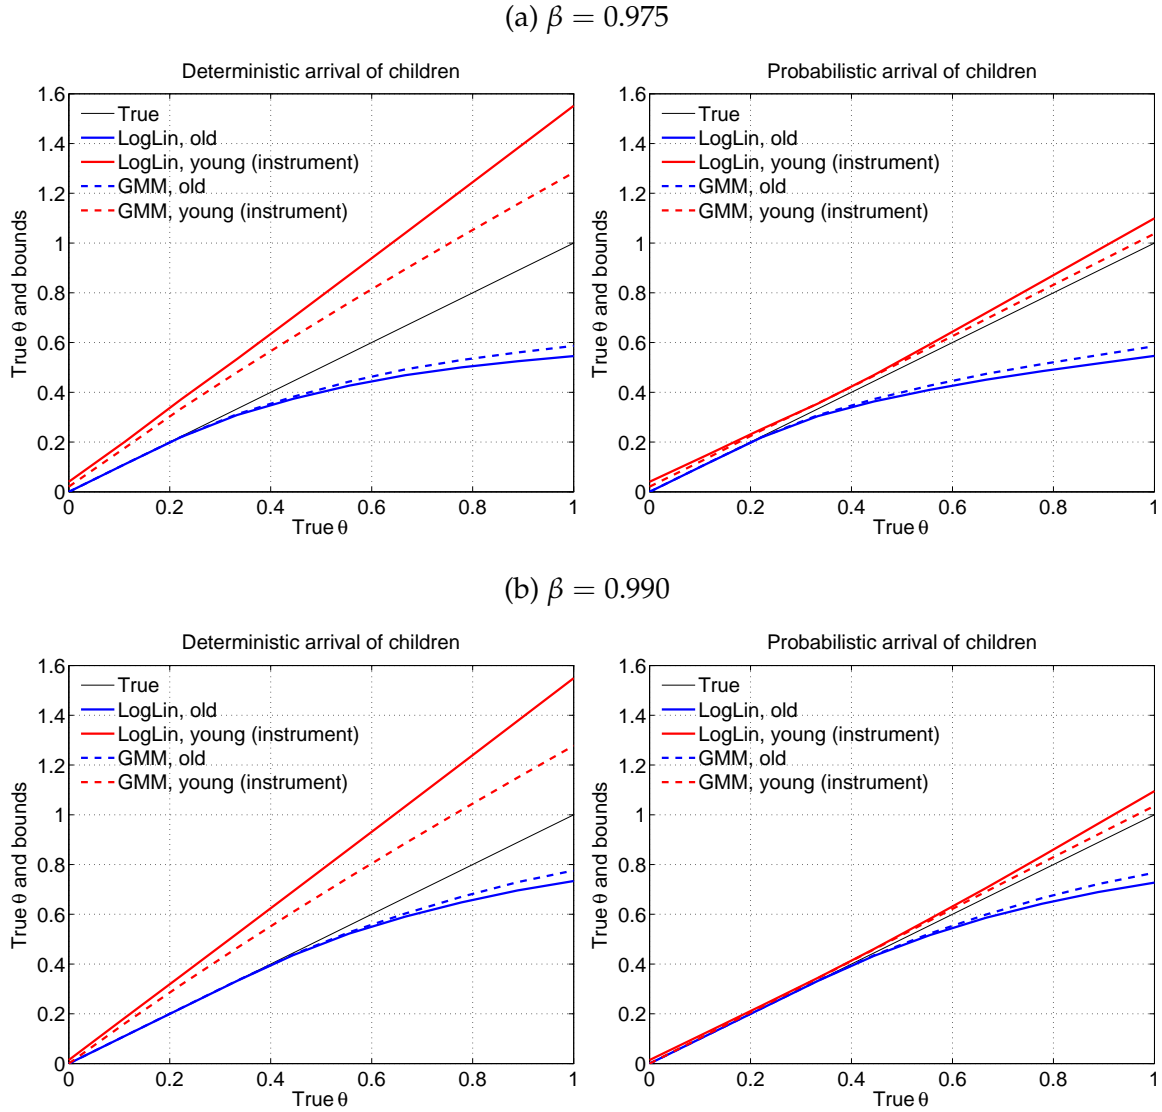 (a) β = 0.975
Deterministic arrival of children
1.6
1.4
1.2
1
0.8
0.6
0.4
0.2
0
True θ and bounds
True
LogLin, old
LogLin, young (instrument)
GMM, old
GMM, young (instrument)
0 0.2 0.4 0.6 0.8 1
True θ
Probabilistic arrival of children
1.6
1.4
1.2
1
0.8
0.6
0.4
0.2
0
True θ and bounds
True
LogLin, old
LogLin, young (instrument)
GMM, old
GMM, young (instrument)
0 0.2 0.4 0.6 0.8 1
True θ
(b) β = 0.990
Deterministic arrival of children
1.6
1.4
1.2
1
0.8
0.6
0.4
0.2
0
True θ and bounds
True
LogLin, old
LogLin, young (instrument)
GMM, old
GMM, young (instrument)
0 0.2 0.4 0.6 0.8 1
True θ
Probabilistic arrival of children
1.6
1.4
1.2
1
0.8
0.6
0.4
0.2
0
True θ and bounds
True
LogLin, old
LogLin, young (instrument)
GMM, old
GMM, young (instrument)
0 0.2 0.4 0.6 0.8 1
True θ